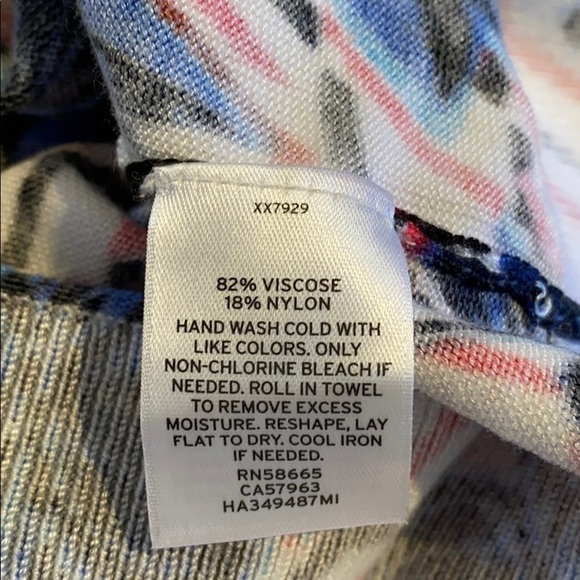 XX7929
82% VISCOSE
18% NYLON
HAND WASH COLD WITH
LIKE COLORS. ONLY
NON-CHLORINE BLEACH IF
NEEDED. ROLL IN TOWEL
TO REMOVE EXCESS
MOISTURE. RESHAPE, LAY
FLAT TO DRY. COOL IRON
IF NEEDED.
RN58665
CA57963
HA349487MI